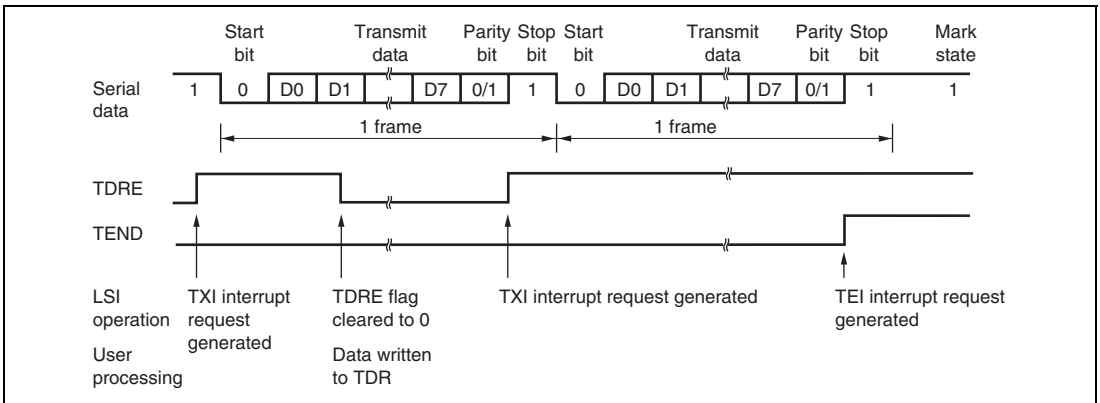 Start bit Transmit data Parity bit Stop bit Start bit Transmit data Parity bit Stop bit Mark state
Serial data 1 0 D0 D1 D7 0/1 1 0 D0 D1 D7 0/1 1 1
1 frame 1 frame
TDRE
TEND
LSI operation
TXI interrupt request generated
TDRE flag cleared to 0
TXI interrupt request generated
TEI interrupt request generated
User processing
Data written to TDR